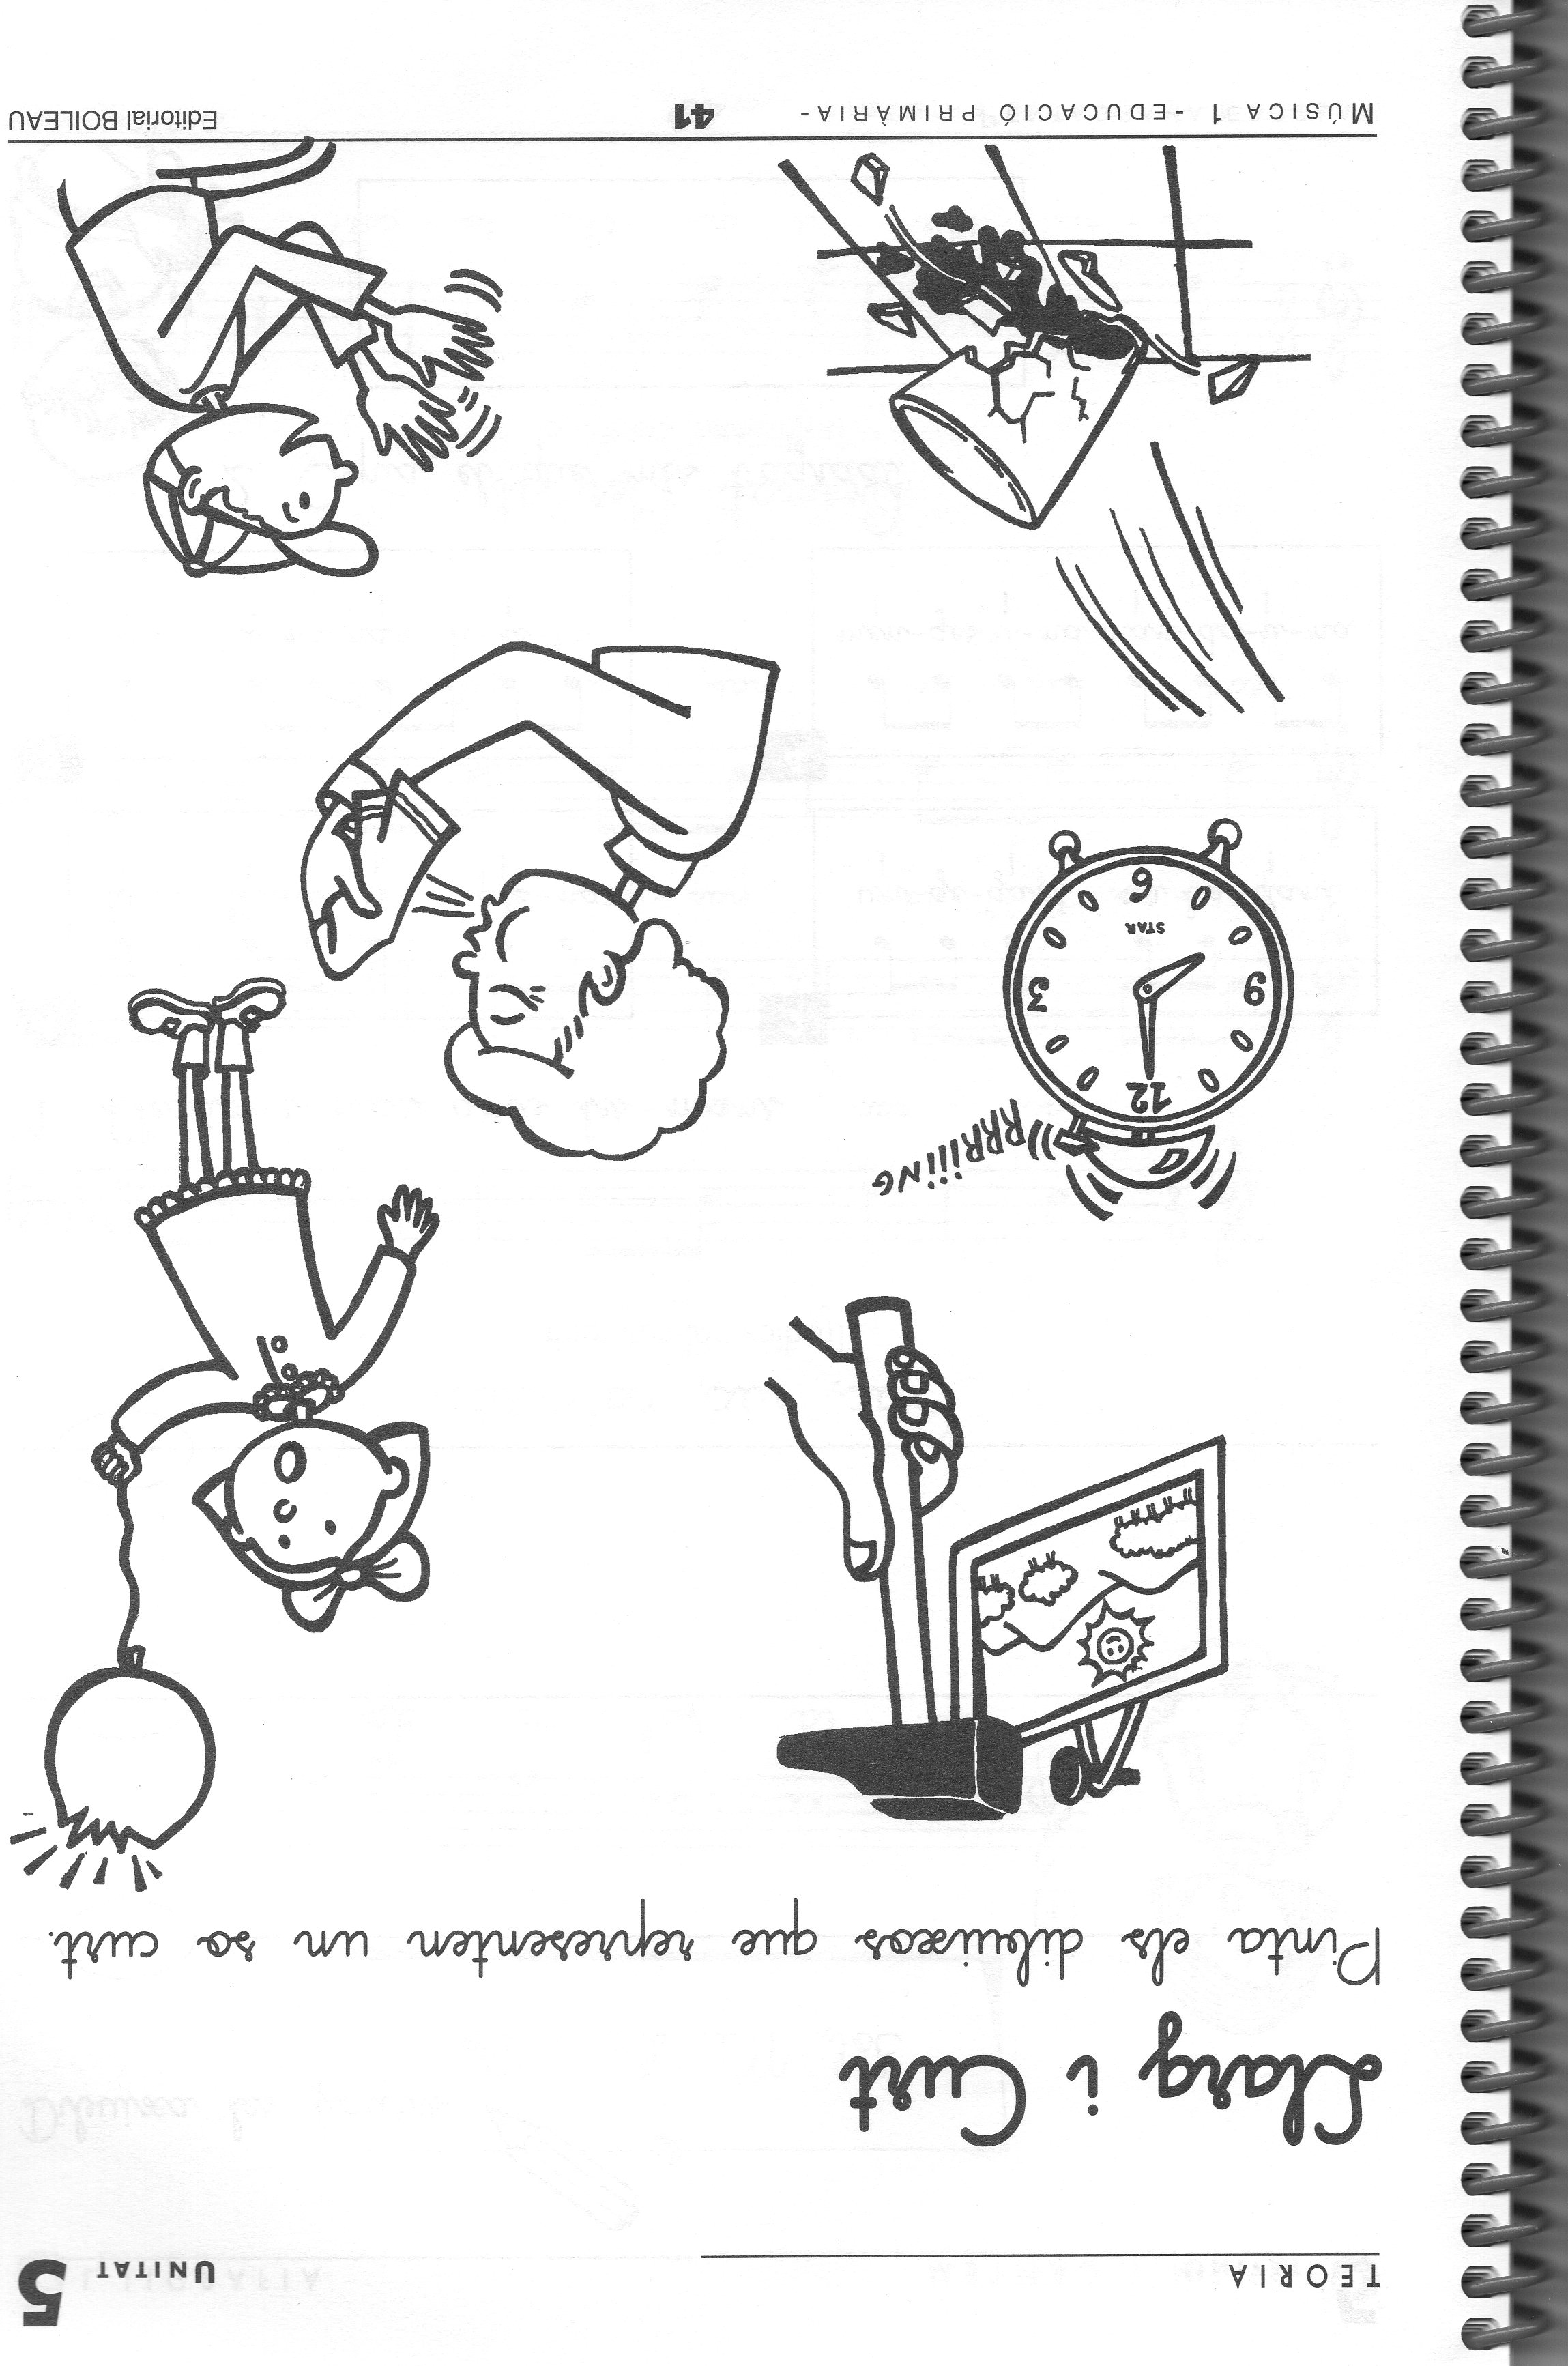 TEORIA
UNITAT 5
Llarg i Curt
Pinta els dibuixos que representen un so curt.
RRRIIING
12
9
3
STAR
6
MÚSICA 1 -EDUCACIÓ PRIMÀRIA-
41
Editorial BOILEAU